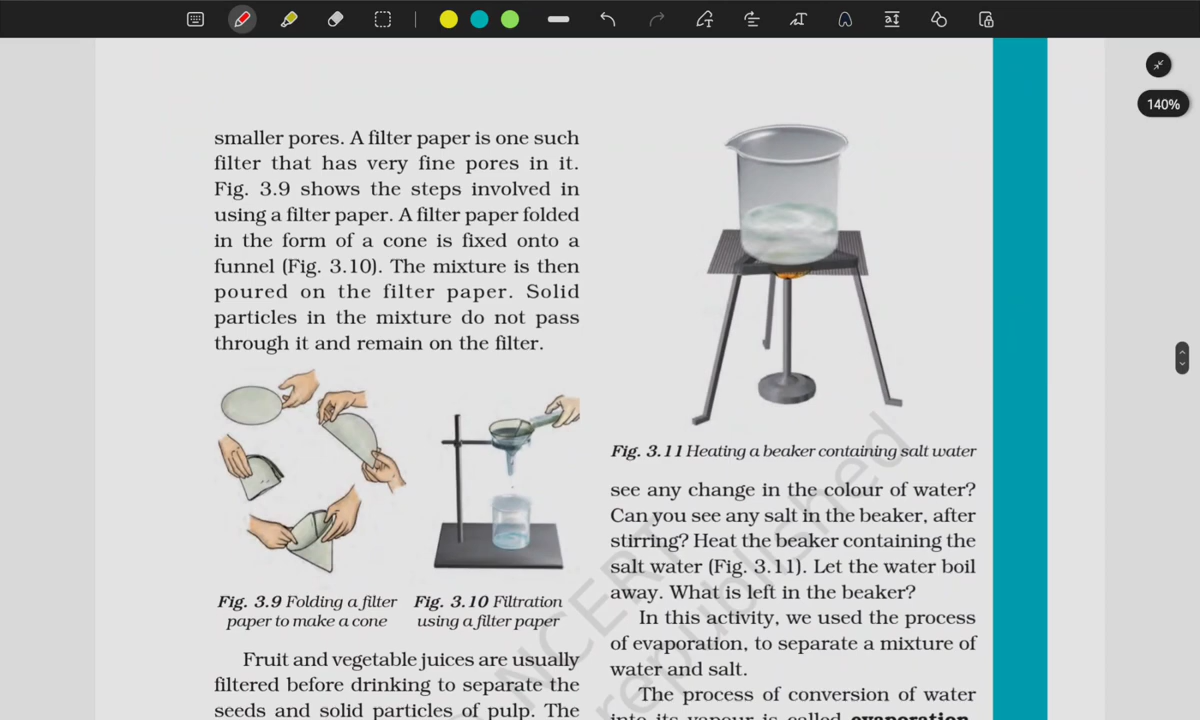 140%
smaller pores. A filter paper is one such
filter that has very fine pores in it.
Fig. 3.9 shows the steps involved in
using a filter paper. A filter paper folded
in the form of a cone is fixed onto a
funnel (Fig. 3.10). The mixture is then
poured on the filter paper. Solid
particles in the mixture do not pass
through it and remain on the filter.
Fig. 3.9 Folding a filter
paper to make a cone
Fig. 3.10 Filtration
using a filter paper
Fruit and vegetable juices are usually
filtered before drinking to separate the
seeds and solid particles of pulp. The
Fig. 3.11 Heating a beaker containing salt water
see any change in the colour of water?
Can you see any salt in the beaker, after
stirring? Heat the beaker containing the
salt water (Fig. 3.11). Let the water boil
away. What is left in the beaker?
In this activity, we used the process
of evaporation, to separate a mixture of
water and salt.
The process of conversion of water
into its vapour is called evaporation.
NCERT
republished